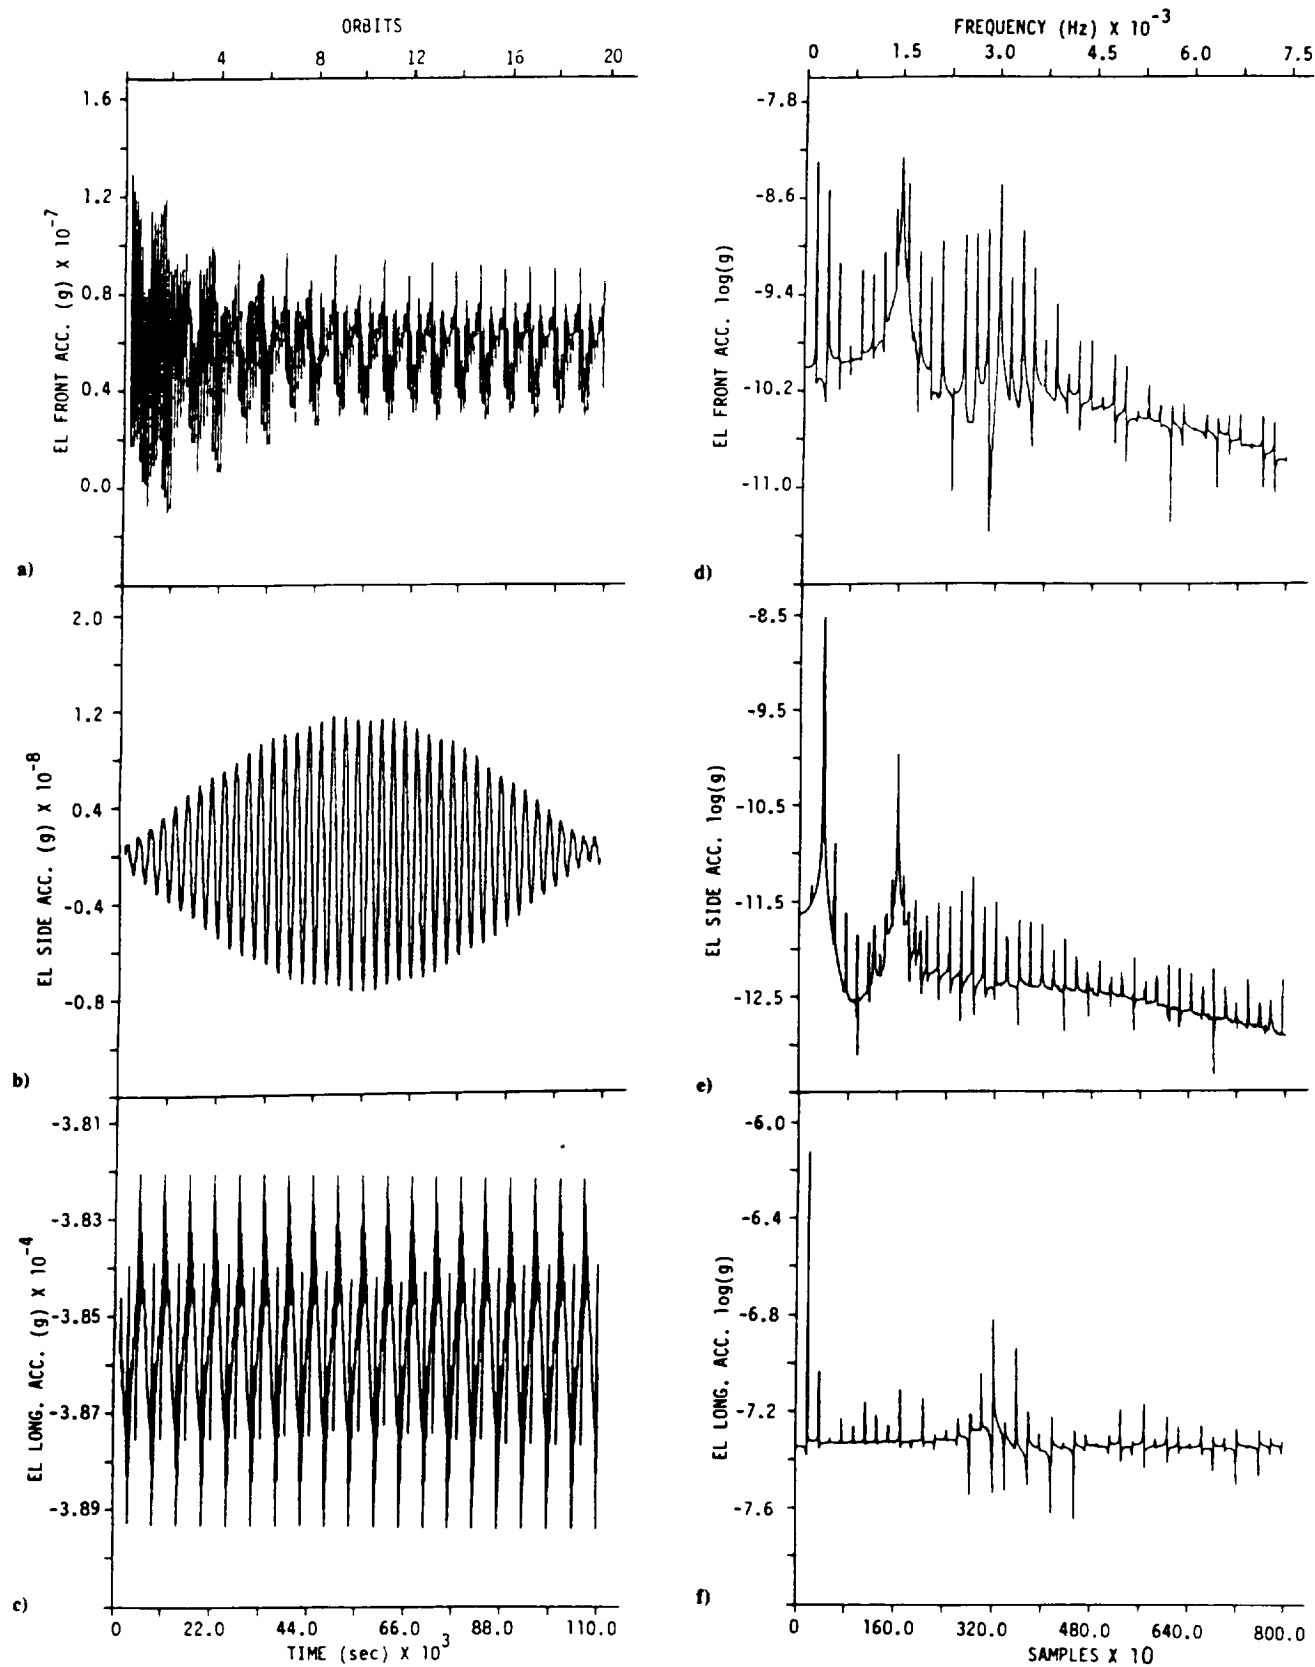 ORBITS
4 8 12 16 20
1.6
1.2
0.8
0.4
0.0
EL FRONT ACC. (g) X 10⁻⁷
a)
2.0
1.2
0.4
-0.4
-0.8
EL SIDE ACC. (g) X 10⁻⁸
b)
-3.81
-3.83
-3.85
-3.87
-3.89
EL LONG. ACC. (g) X 10⁻⁴
c)
0 22.0 44.0 66.0 88.0 110.0
TIME (sec) X 10³
FREQUENCY (Hz) X 10⁻³
0 1.5 3.0 4.5 6.0 7.5
-7.8
-8.6
-9.4
-10.2
-11.0
EL FRONT ACC. log(g)
d)
-8.5
-9.5
-10.5
-11.5
-12.5
EL SIDE ACC. log(g)
e)
-6.0
-6.4
-6.8
-7.2
-7.6
EL LONG. ACC. log(g)
f)
0 160.0 320.0 480.0 640.0 800.0
SAMPLES X 10